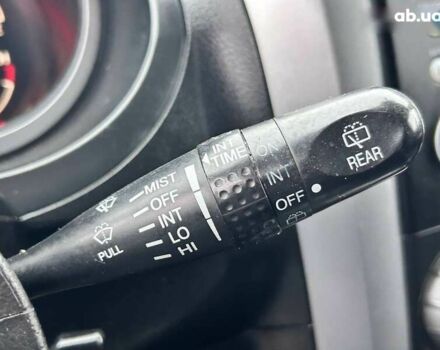 ab.ua
MIST
OFF
INT
LO
HI
PULL
INT
TIME
ON
INT
OFF
REAR